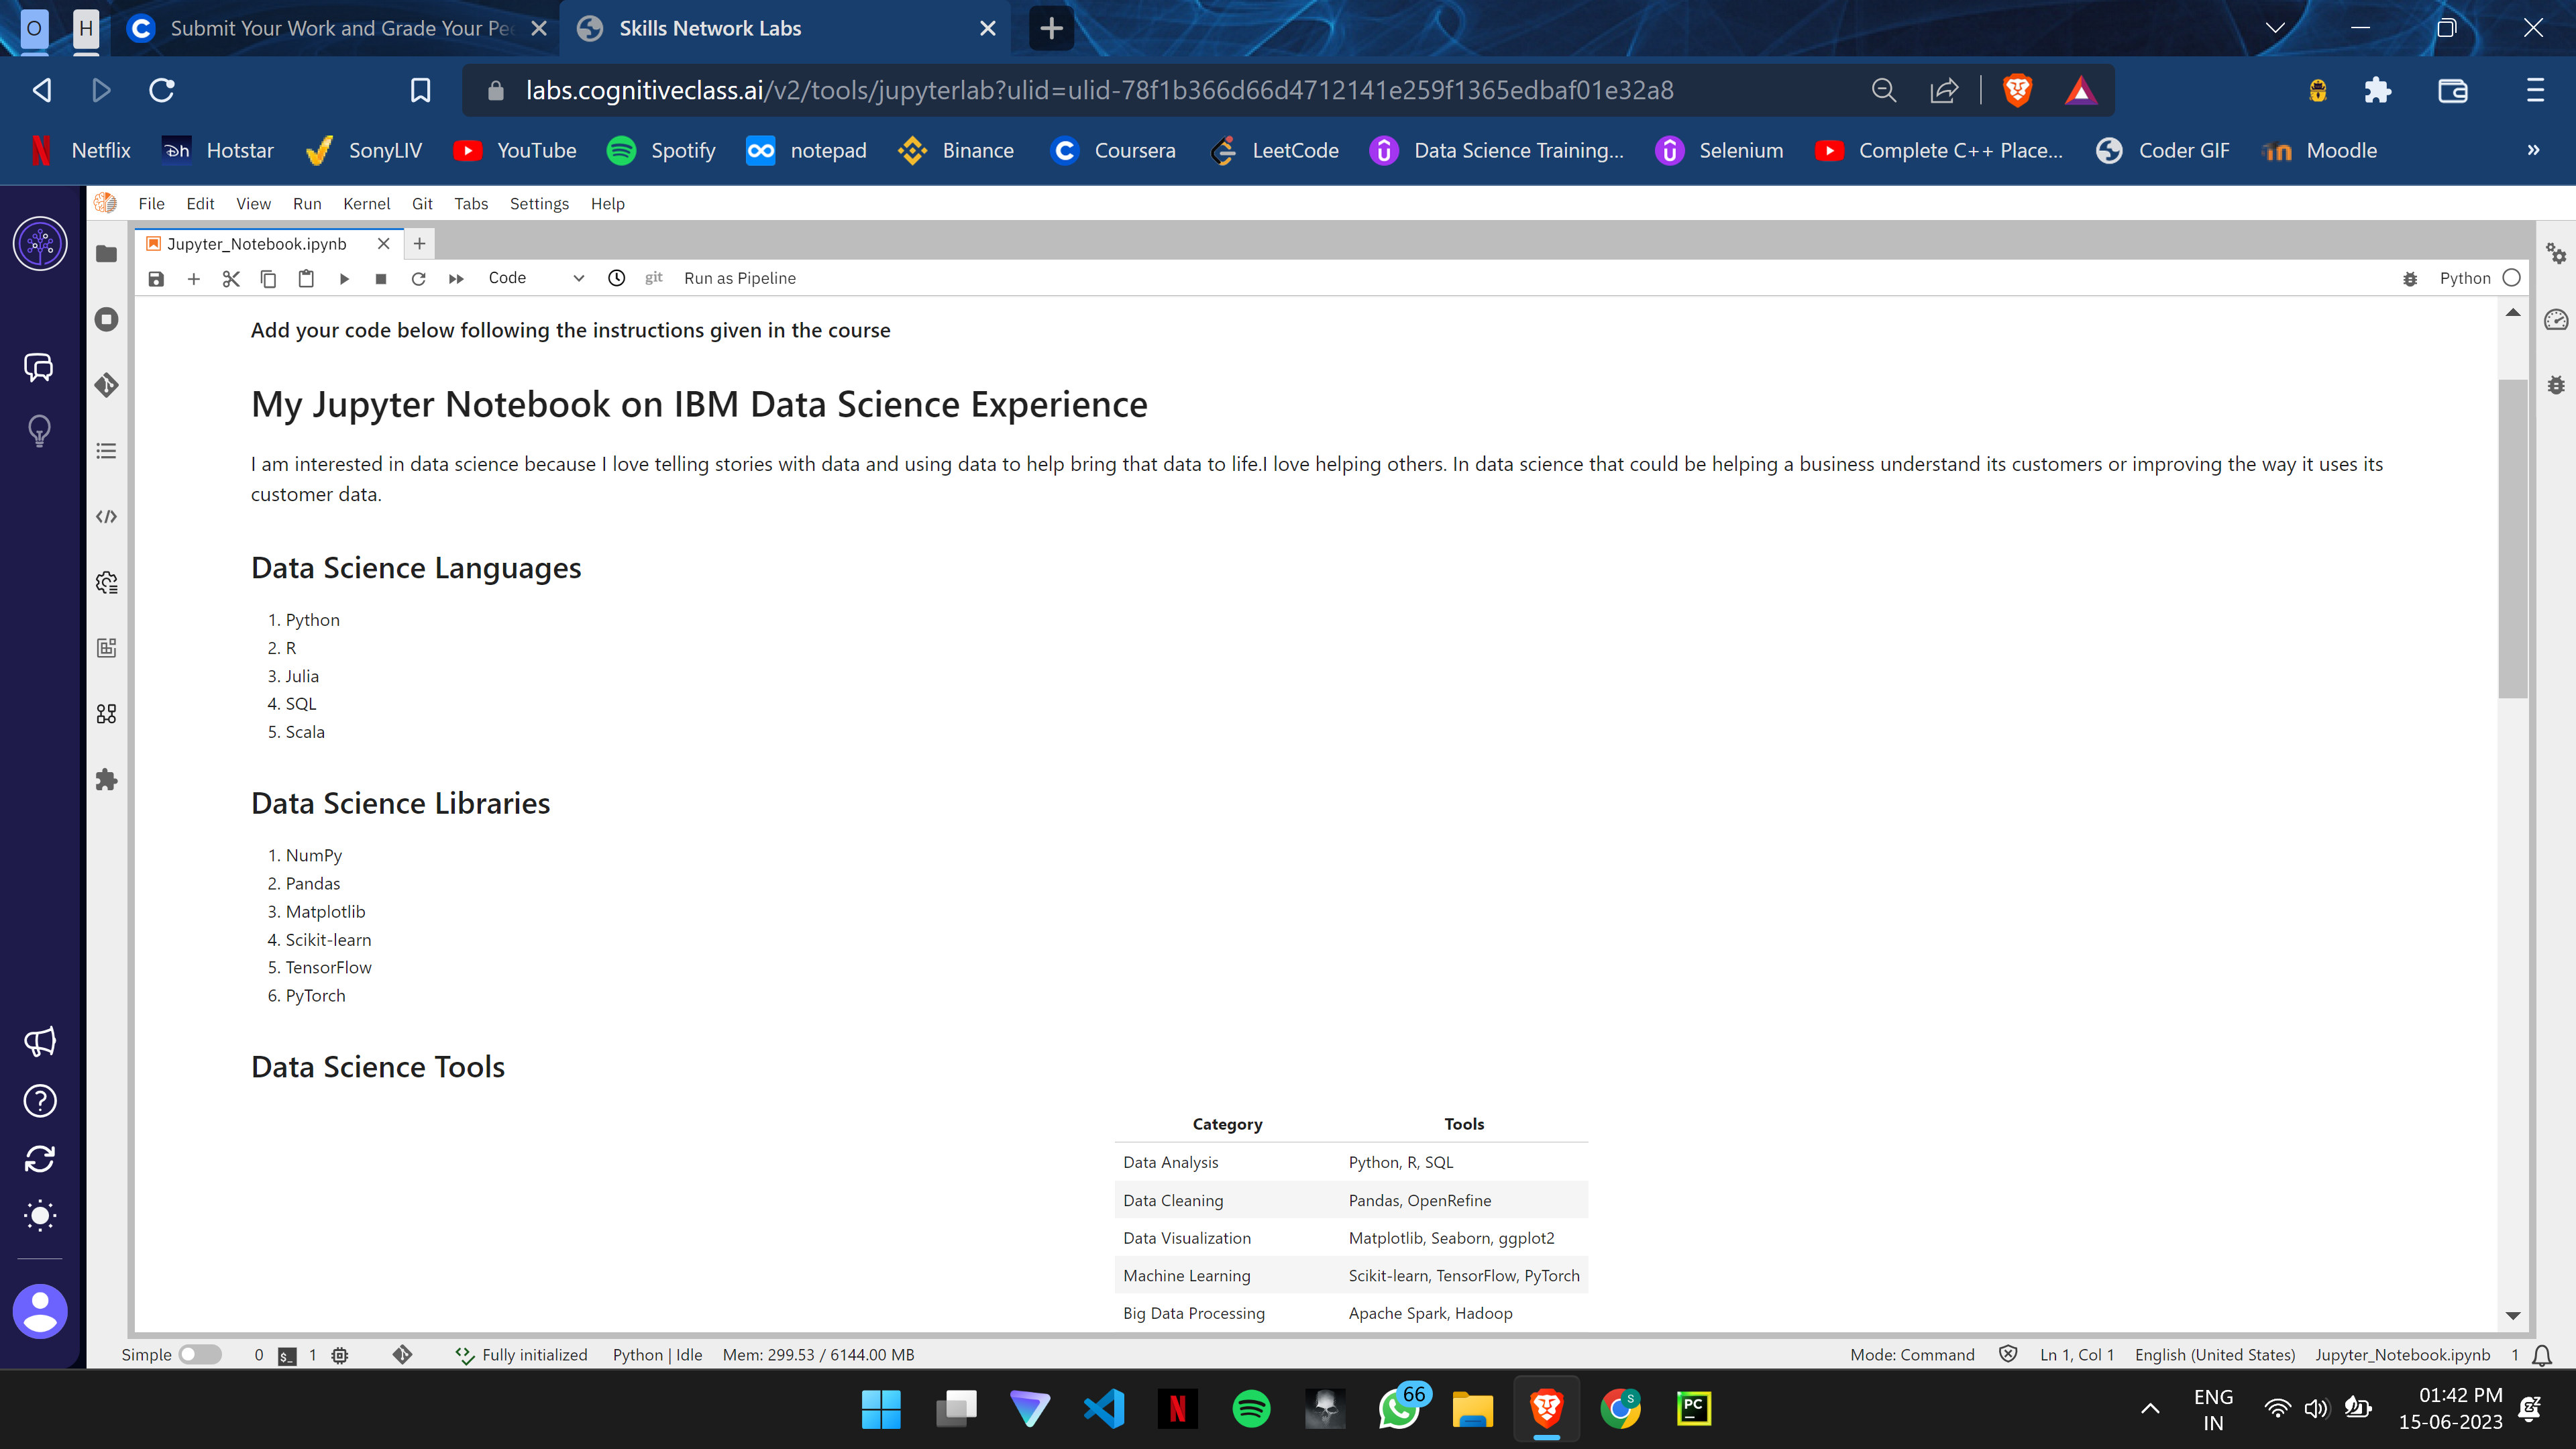 O H Submit Your Work and Grade Your Pee Skills Network Labs
labs.cognitiveclass.ai/v2/tools/jupyterlab?ulid=ulid-78f1b366d66d4712141e259f1365edbaf01e32a8
Netflix Hotstar SonyLIV YouTube Spotify notepad Binance Coursera LeetCode Data Science Training... Selenium Complete C++ Place... Coder GIF Moodle »
File Edit View Run Kernel Git Tabs Settings Help
Jupyter_Notebook.ipynb
Code git Run as Pipeline Python
Add your code below following the instructions given in the course
My Jupyter Notebook on IBM Data Science Experience
I am interested in data science because I love telling stories with data and using data to help bring that data to life.I love helping others. In data science that could be helping a business understand its customers or improving the way it uses its
customer data.
Data Science Languages
1. Python
2. R
3. Julia
4. SQL
5. Scala
Data Science Libraries
1. NumPy
2. Pandas
3. Matplotlib
4. Scikit-learn
5. TensorFlow
6. PyTorch
Data Science Tools
Category Tools
Data Analysis Python, R, SQL
Data Cleaning Pandas, OpenRefine
Data Visualization Matplotlib, Seaborn, ggplot2
Machine Learning Scikit-learn, TensorFlow, PyTorch
Big Data Processing Apache Spark, Hadoop
Simple 0 $_ 1 Fully initialized Python | Idle Mem: 299.53 / 6144.00 MB Mode: Command Ln 1, Col 1 English (United States) Jupyter_Notebook.ipynb 1
N 66 S PC ENG 01:42 PM
IN 15-06-2023